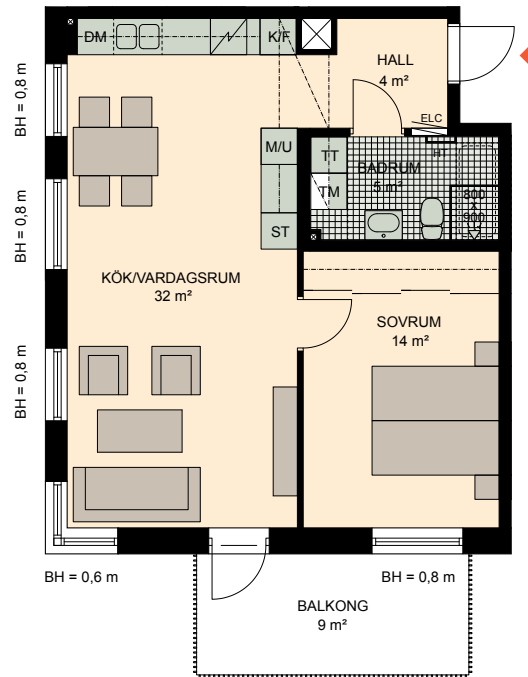 DM
K/F
HALL
4 m²
ELC
HT
BH = 0,8 m
M/U
TT
BADRUM
5 m²
TM
800
x
900
ST
BH = 0,8 m
KÖK/VARDAGSRUM
32 m²
SOVRUM
14 m²
BH = 0,8 m
BH = 0,6 m
BH = 0,8 m
BALKONG
9 m²